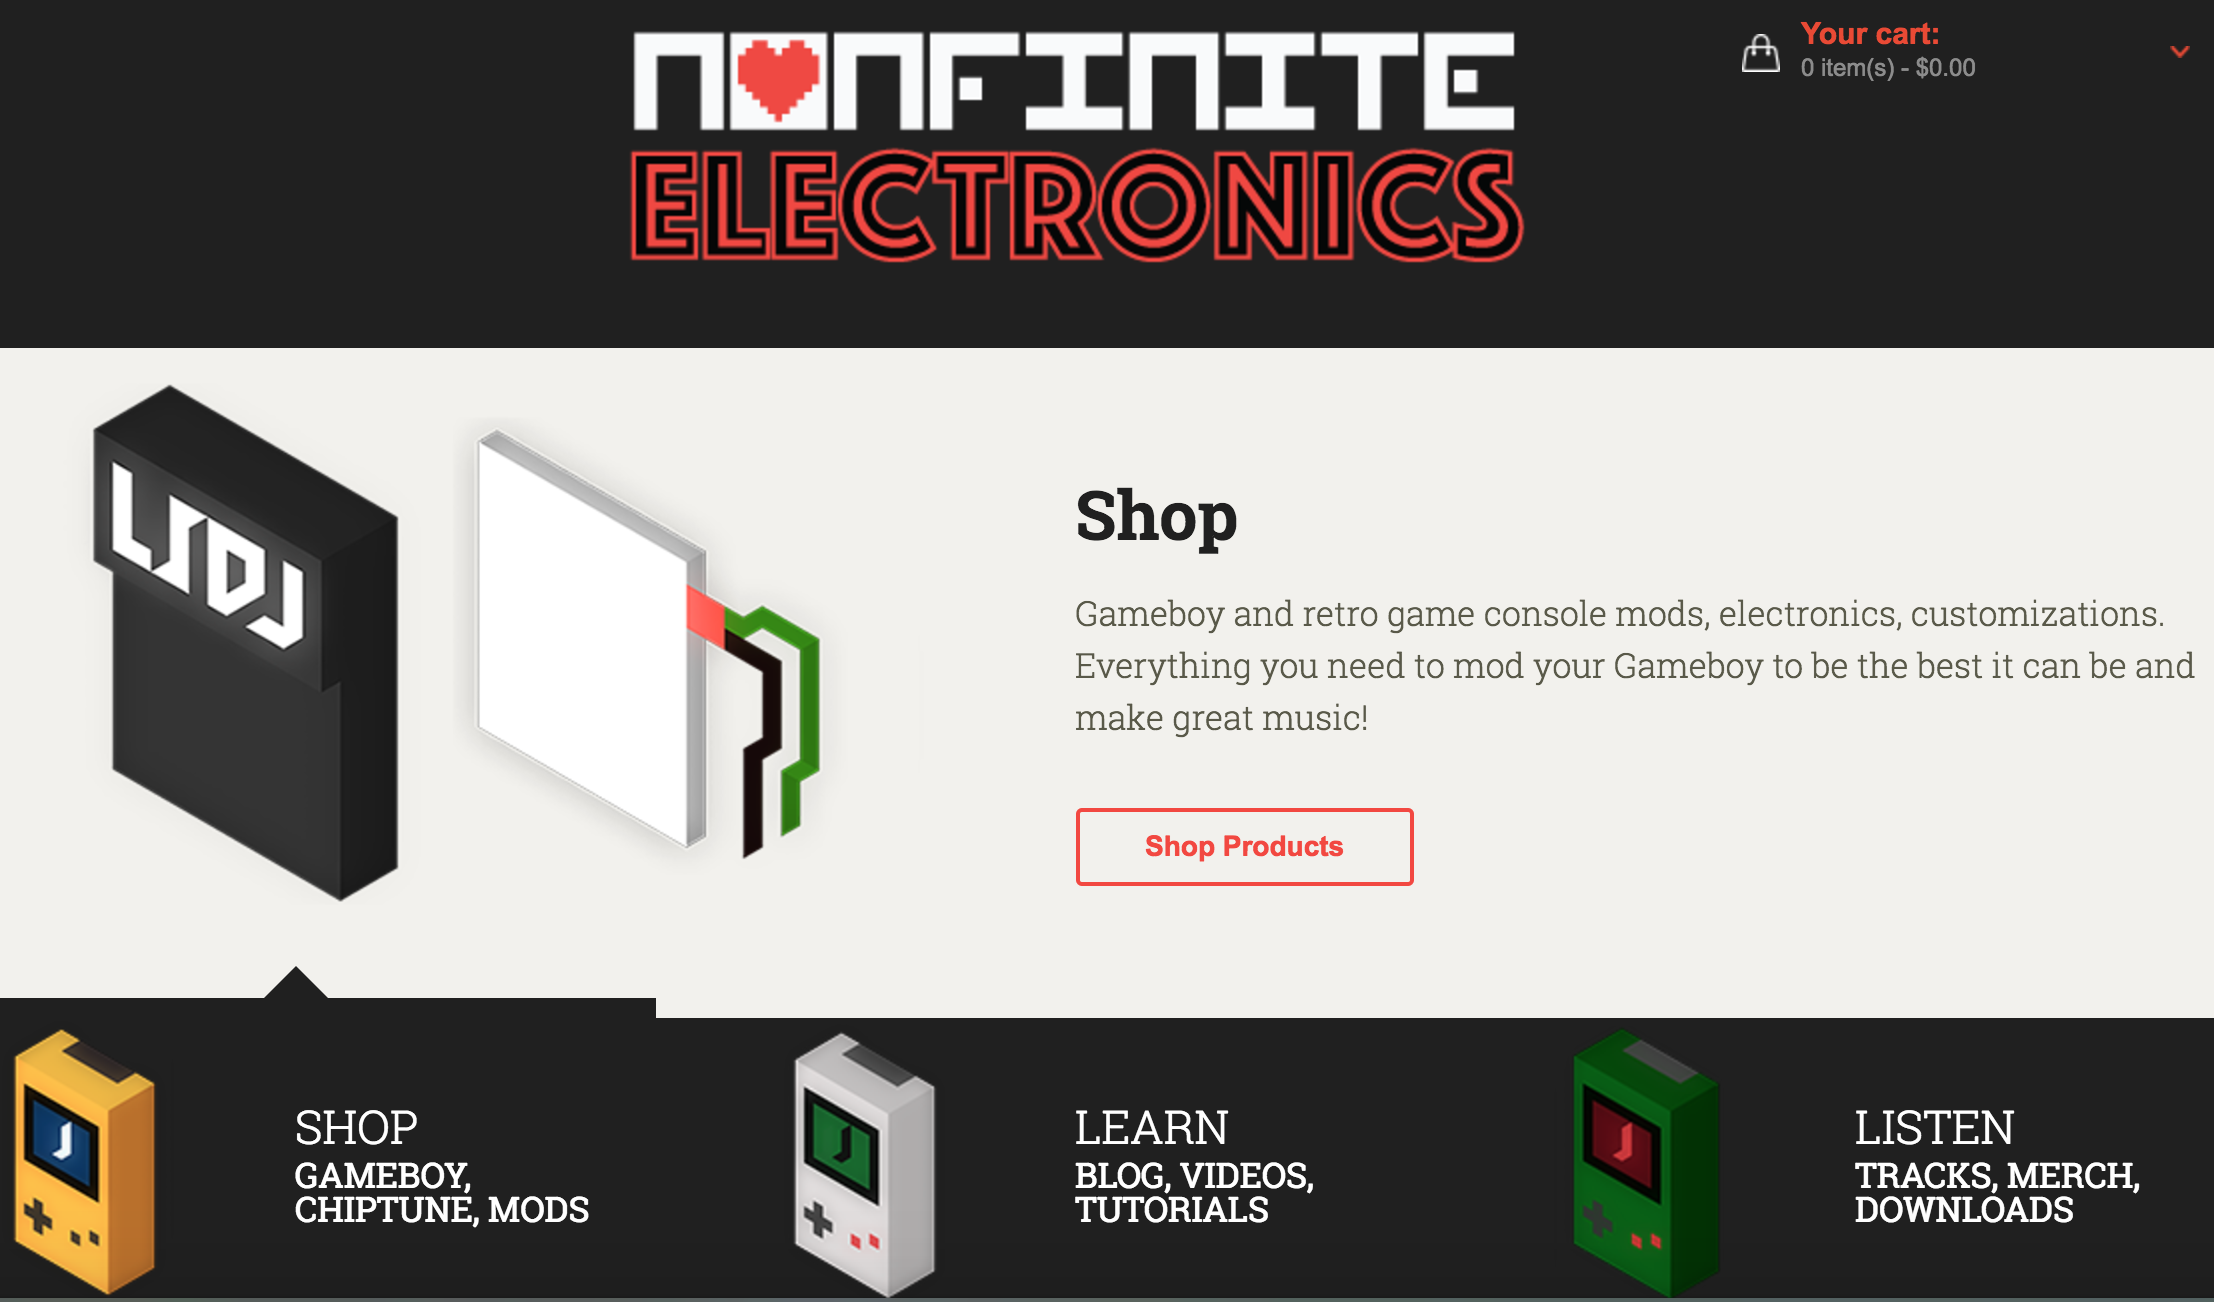 NONFINITE
ELECTRONICS
Your cart:
0 item(s) - $0.00
LSDJ
Shop
Gameboy and retro game console mods, electronics, customizations.
Everything you need to mod your Gameboy to be the best it can be and
make great music!
Shop Products
J
SHOP
GAMEBOY,
CHIPTUNE, MODS
J
LEARN
BLOG, VIDEOS,
TUTORIALS
J
LISTEN
TRACKS, MERCH,
DOWNLOADS